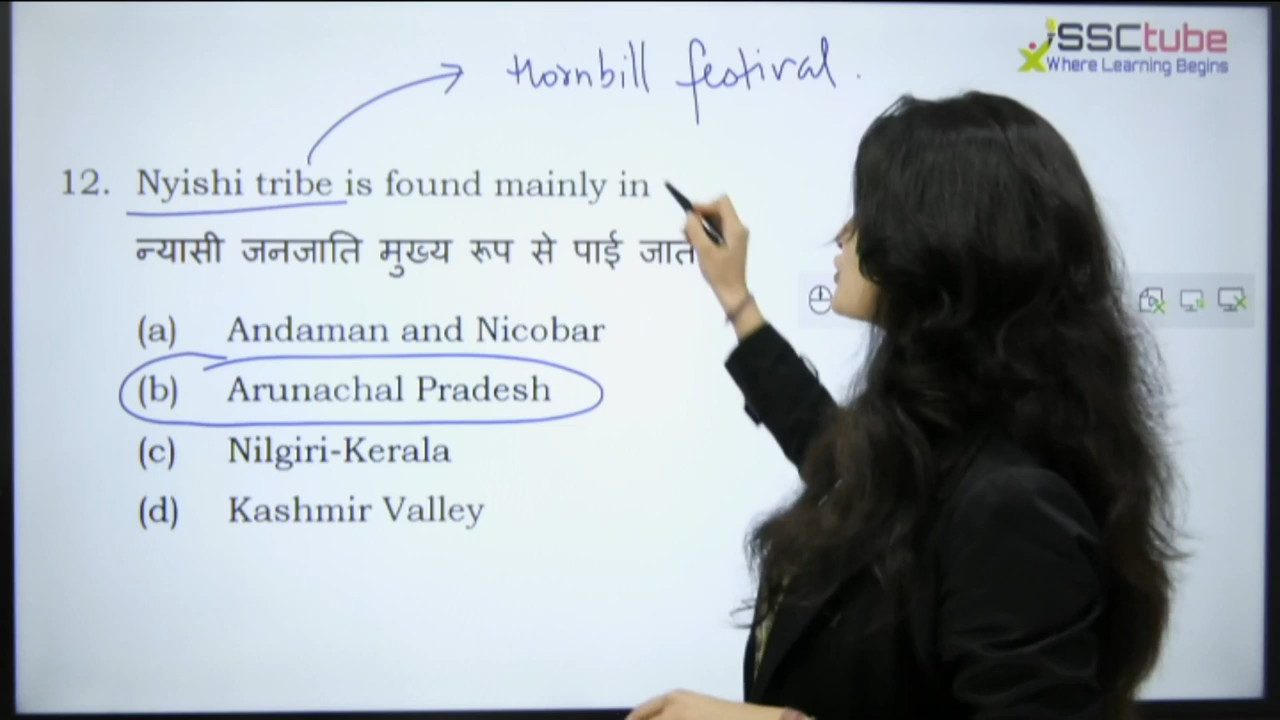 SSCtube
Where Learning Begins
Hornbill festival.
12. Nyishi tribe is found mainly in
न्यासी जनजाति मुख्य रूप से पाई जात
(a) Andaman and Nicobar
(b) Arunachal Pradesh
(c) Nilgiri-Kerala
(d) Kashmir Valley